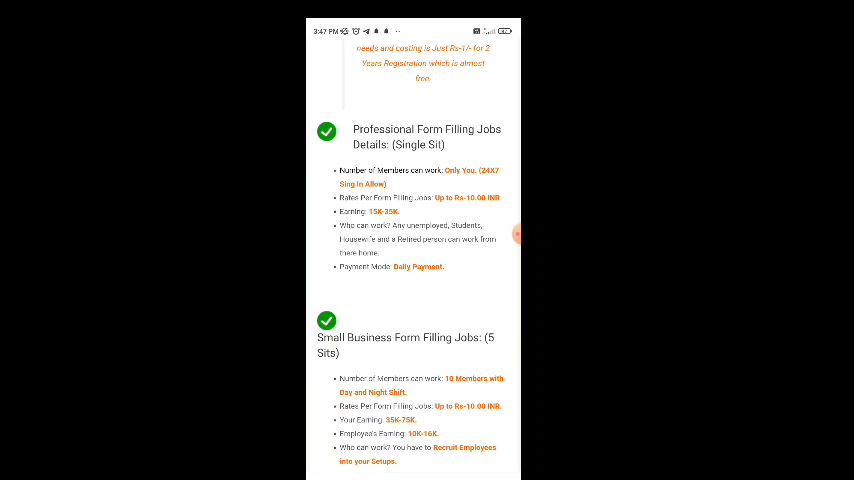 3:47 PM
needs and costing is Just Rs-1/- for 2
Years Registration which is almost
free.
Professional Form Filling Jobs
Details: (Single Sit)
Number of Members can work: Only You. (24X7
Sing In Allow)
Rates Per Form Filling Jobs: Up to Rs-10.00 INR
Earning: 15K-35K.
Who can work? Any unemployed, Students,
Housewife and a Retired person can work from
there home.
Payment Mode: Daily Payment.
Small Business Form Filling Jobs: (5
Sits)
Number of Members can work: 10 Members with
Day and Night Shift.
Rates Per Form Filling Jobs: Up to Rs-10.00 INR.
Your Earning: 35K-75K.
Employee's Earning: 10K-16K.
Who can work? You have to Recruit Employees
into your Setups.